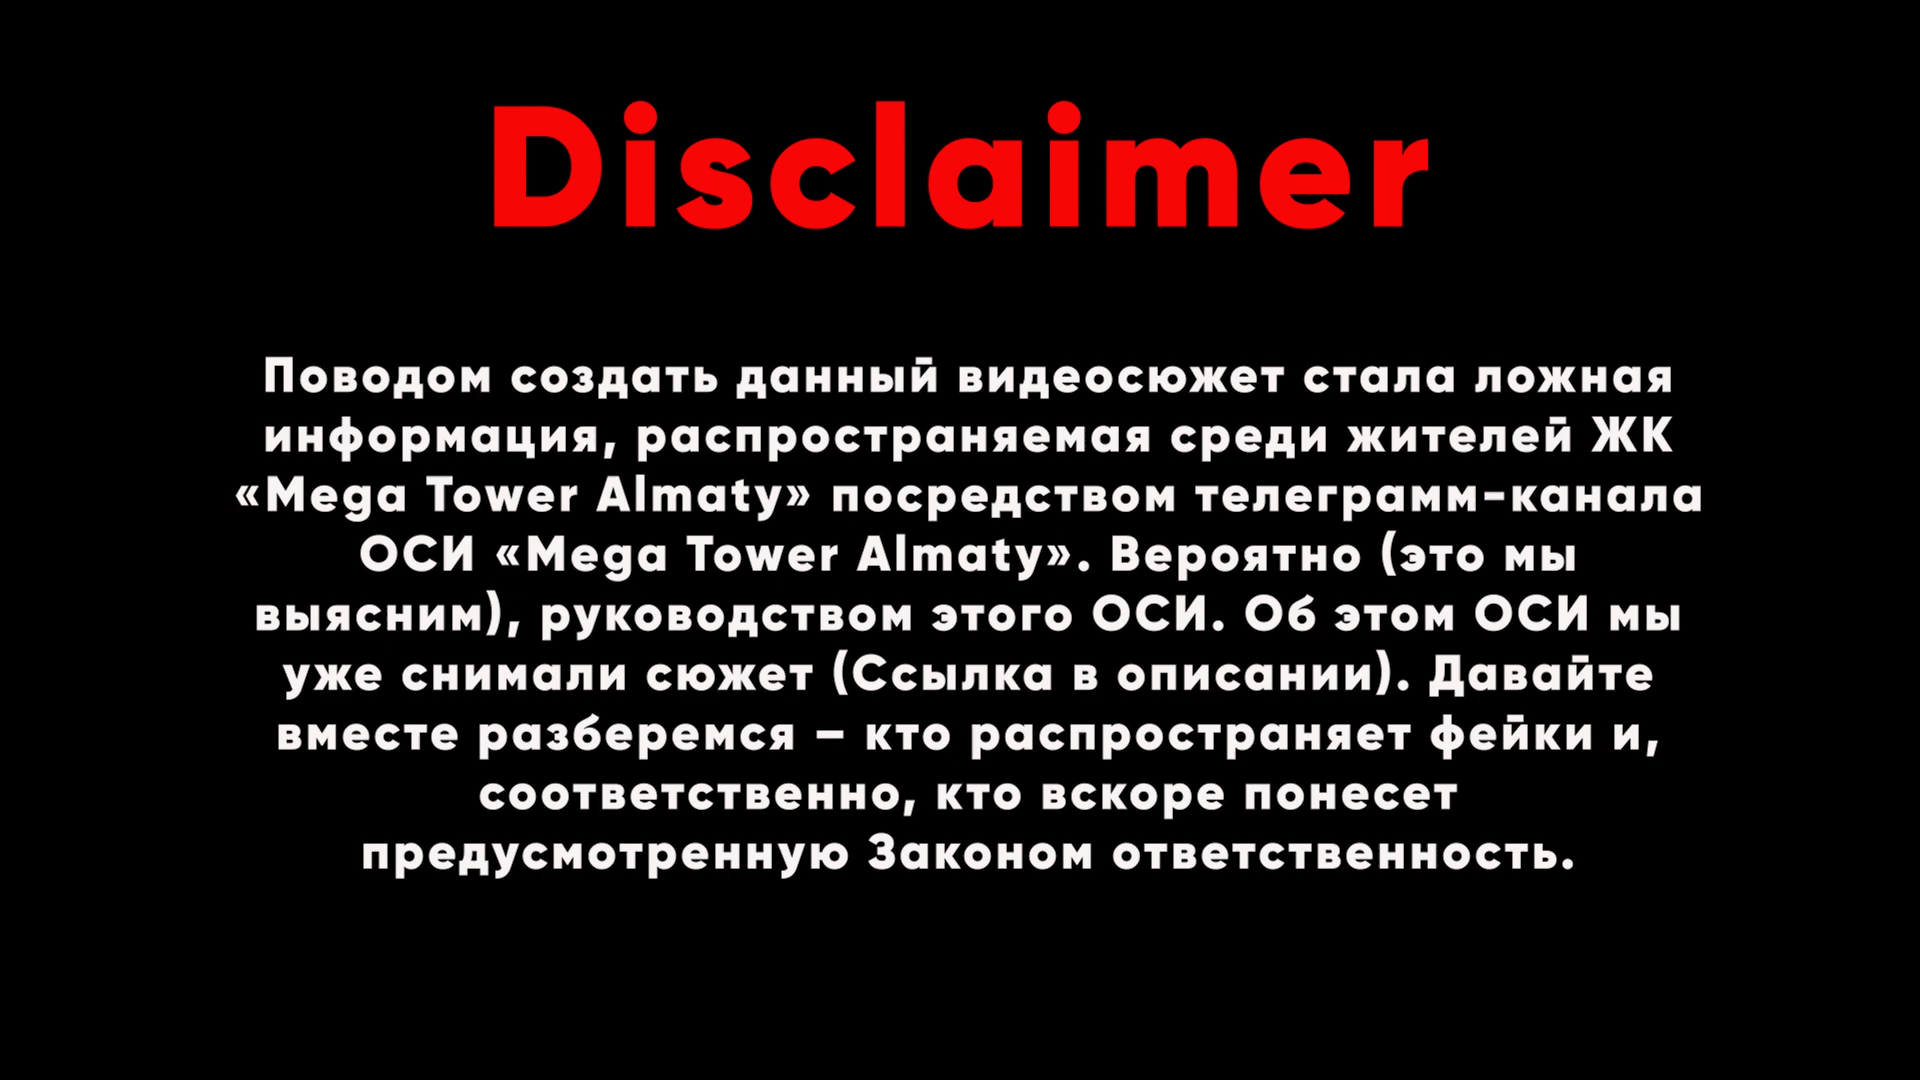 Disclaimer
Поводом создать данный видеосюжет стала ложная
информация, распространяемая среди жителей ЖК
«Mega Tower Almaty» посредством телеграмм-канала
ОСИ «Mega Tower Almaty». Вероятно (это мы
выясним), руководством этого ОСИ. Об этом ОСИ мы
уже снимали сюжет (Ссылка в описании). Давайте
вместе разберемся – кто распространяет фейки и,
соответственно, кто вскоре понесет
предусмотренную Законом ответственность.